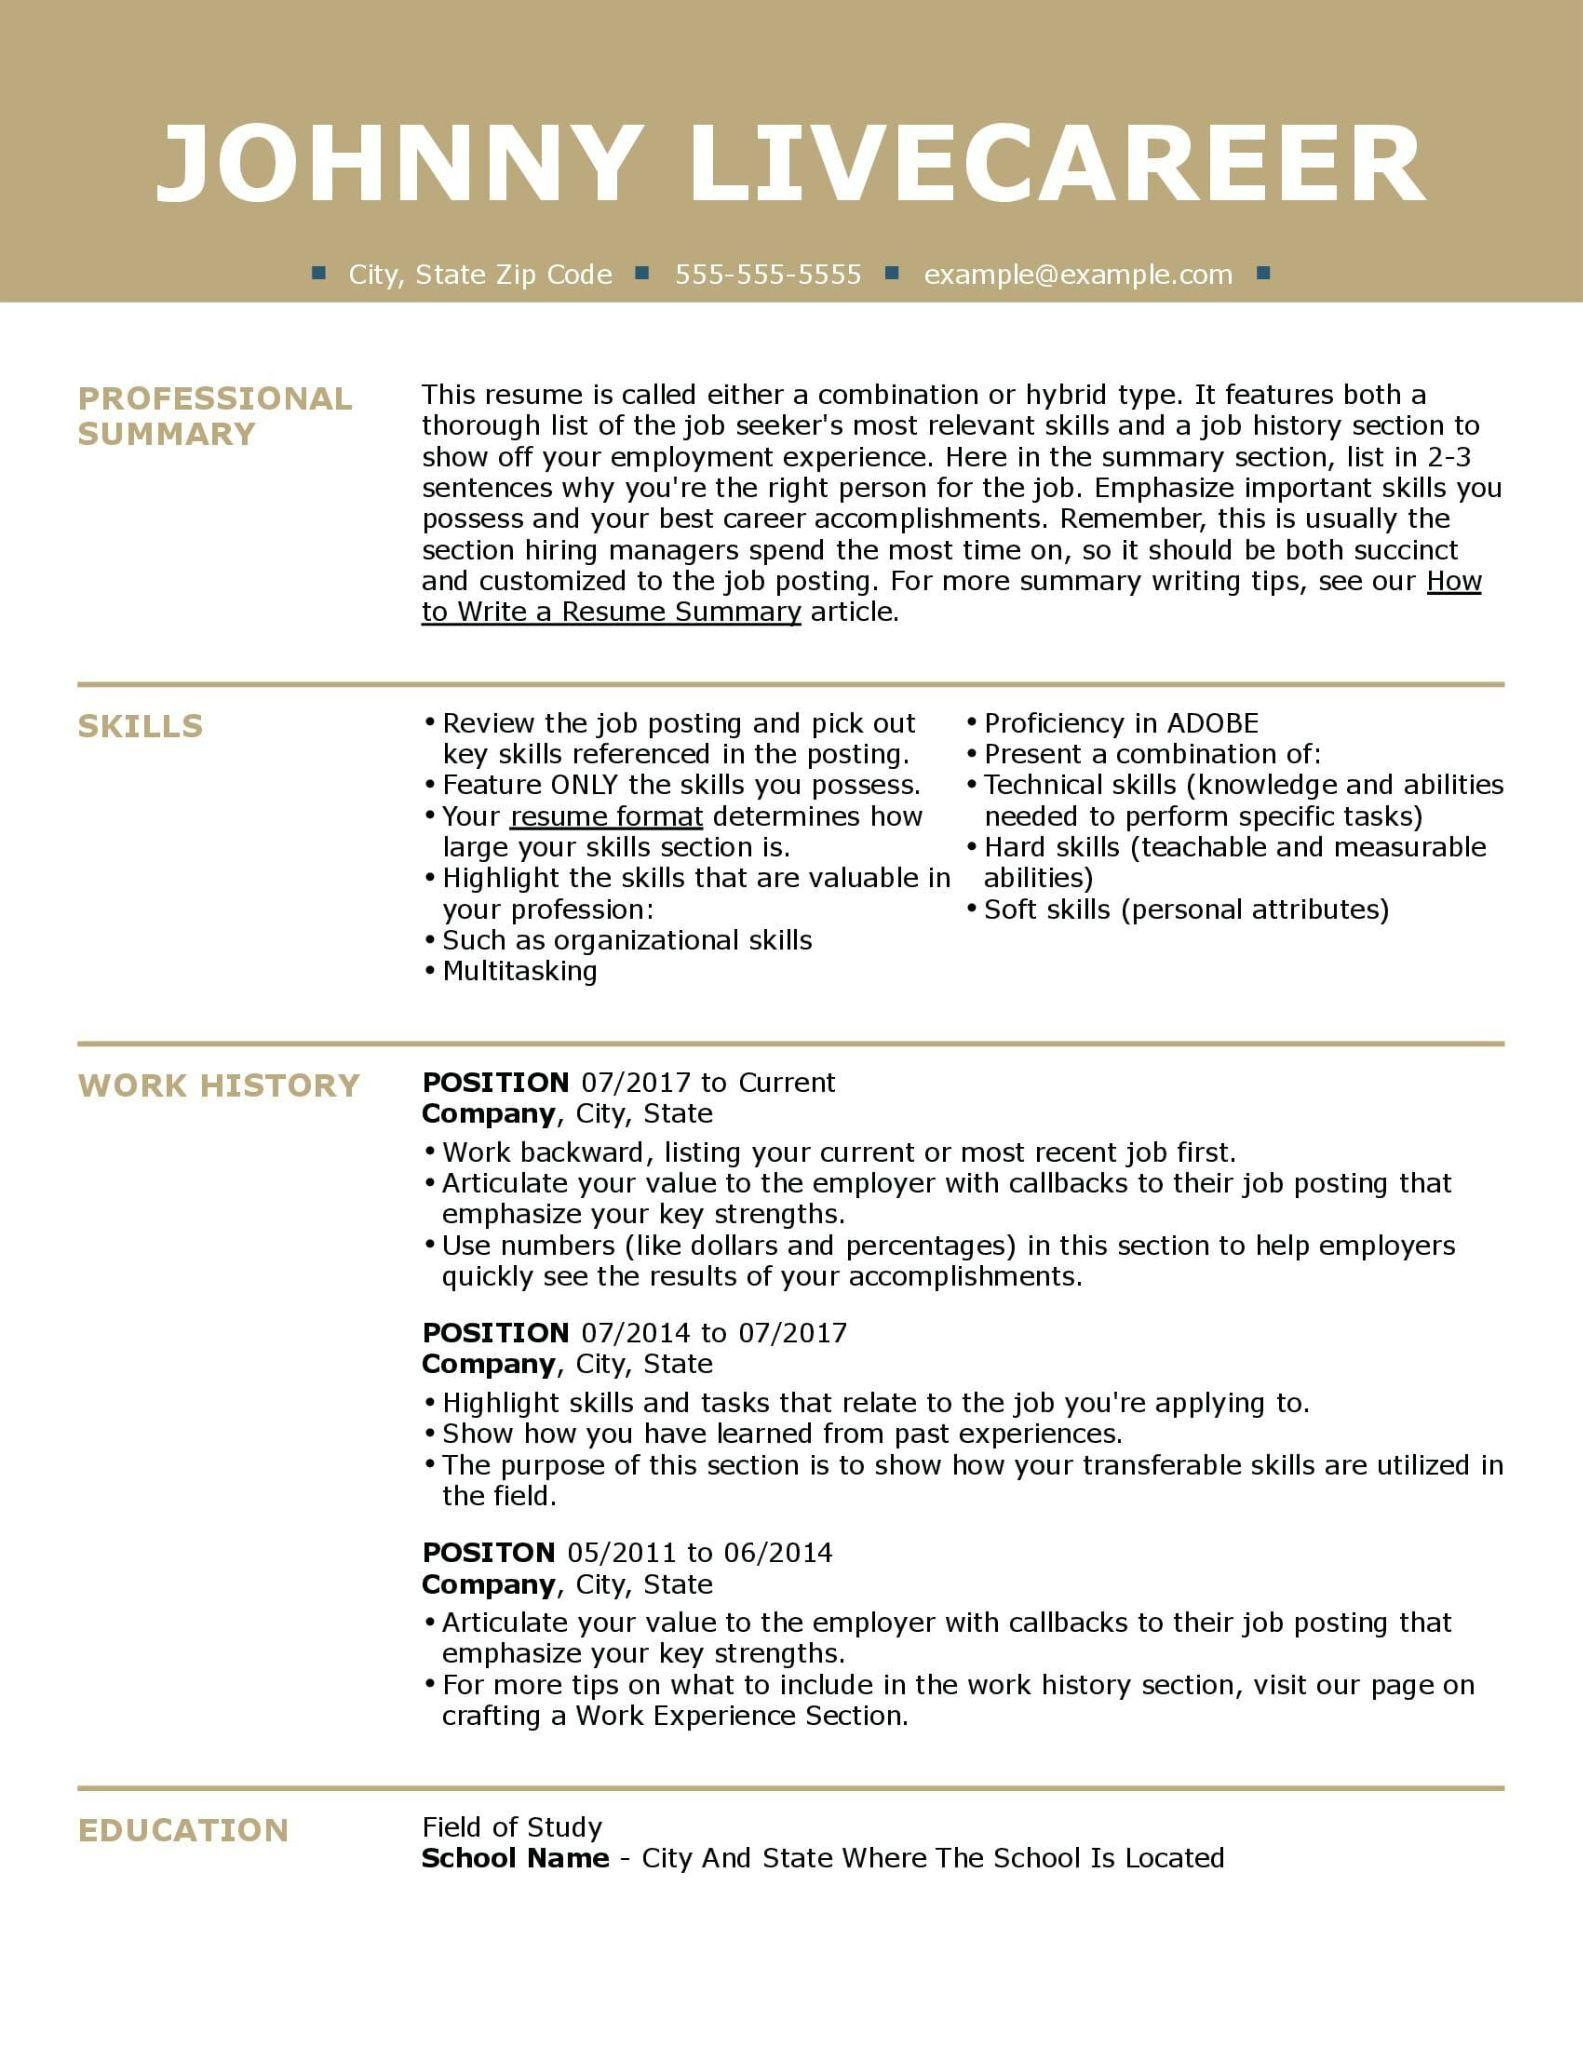 JOHNNY LIVECAREER
▪ City, State Zip Code ▪ 555-555-5555 ▪ example@example.com ▪
PROFESSIONAL
SUMMARY
This resume is called either a combination or hybrid type. It features both a
thorough list of the job seeker's most relevant skills and a job history section to
show off your employment experience. Here in the summary section, list in 2-3
sentences why you're the right person for the job. Emphasize important skills you
possess and your best career accomplishments. Remember, this is usually the
section hiring managers spend the most time on, so it should be both succinct
and customized to the job posting. For more summary writing tips, see our How
to Write a Resume Summary article.
SKILLS
• Review the job posting and pick out
key skills referenced in the posting.
• Feature ONLY the skills you possess.
• Your resume format determines how
large your skills section is.
• Highlight the skills that are valuable in
your profession:
• Such as organizational skills
• Multitasking
• Proficiency in ADOBE
• Present a combination of:
• Technical skills (knowledge and abilities
needed to perform specific tasks)
• Hard skills (teachable and measurable
abilities)
• Soft skills (personal attributes)
WORK HISTORY
POSITION 07/2017 to Current
Company, City, State
• Work backward, listing your current or most recent job first.
• Articulate your value to the employer with callbacks to their job posting that
emphasize your key strengths.
• Use numbers (like dollars and percentages) in this section to help employers
quickly see the results of your accomplishments.
POSITION 07/2014 to 07/2017
Company, City, State
• Highlight skills and tasks that relate to the job you're applying to.
• Show how you have learned from past experiences.
• The purpose of this section is to show how your transferable skills are utilized in
the field.
POSITON 05/2011 to 06/2014
Company, City, State
• Articulate your value to the employer with callbacks to their job posting that
emphasize your key strengths.
• For more tips on what to include in the work history section, visit our page on
crafting a Work Experience Section.
EDUCATION
Field of Study
School Name - City And State Where The School Is Located